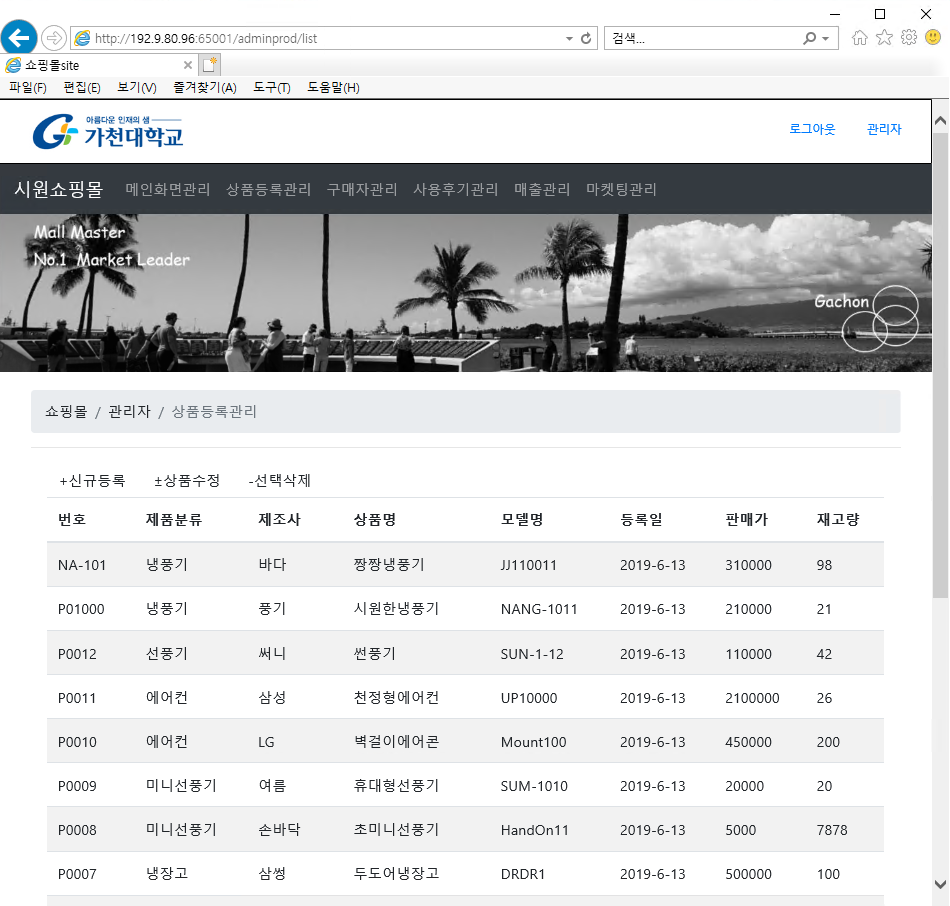 http://192.9.80.96:65001/adminprod/list
검색...
쇼핑몰site
파일(F) 편집(E) 보기(V) 즐겨찾기(A) 도구(T) 도움말(H)
아름다운 인재의 샘
가천대학교
로그아웃 관리자
시원쇼핑몰 메인화면관리 상품등록관리 구매자관리 사용후기관리 매출관리 마켓팅관리
Mall Master
No.1 Market Leader
Gachon
쇼핑몰 / 관리자 / 상품등록관리
+신규등록 ±상품수정 -선택삭제
번호 제품분류 제조사 상품명 모델명 등록일 판매가 재고량
NA-101 냉풍기 바다 짱짱냉풍기 JJ110011 2019-6-13 310000 98
P01000 냉풍기 풍기 시원한냉풍기 NANG-1011 2019-6-13 210000 21
P0012 선풍기 써니 썬풍기 SUN-1-12 2019-6-13 110000 42
P0011 에어컨 삼성 천정형에어컨 UP10000 2019-6-13 2100000 26
P0010 에어컨 LG 벽걸이에어콘 Mount100 2019-6-13 450000 200
P0009 미니선풍기 여름 휴대형선풍기 SUM-1010 2019-6-13 20000 20
P0008 미니선풍기 손바닥 초미니선풍기 HandOn11 2019-6-13 5000 7878
P0007 냉장고 삼썽 두도어냉장고 DRDR1 2019-6-13 500000 100